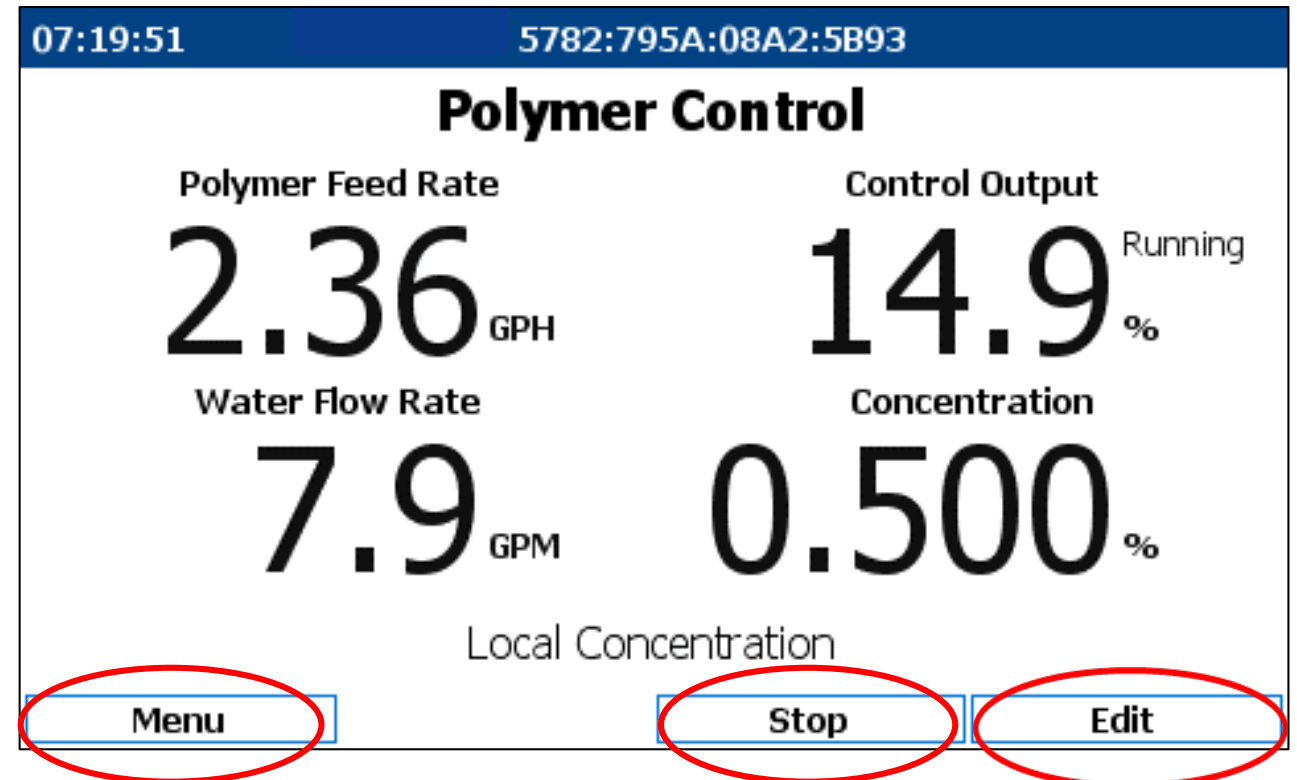 07:19:51 5782:795A:08A2:5B93
Polymer Control
Polymer Feed Rate Control Output
2.36 GPH 14.9 % Running
Water Flow Rate Concentration
7.9 GPM 0.500 %
Local Concentration
Menu Stop Edit